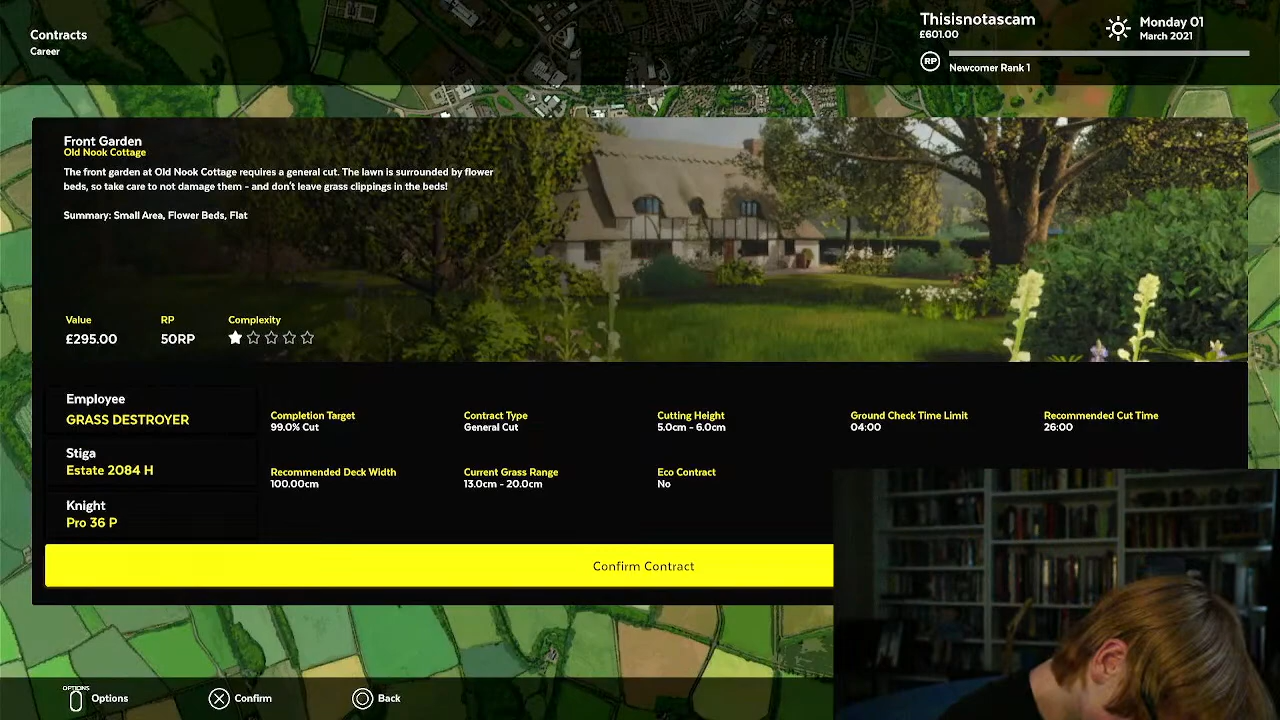 Contracts
Career
Thisisnotascam
£601.00
Monday 01
March 2021
RP
Newcomer Rank 1
Front Garden
Old Nook Cottage
The front garden at Old Nook Cottage requires a general cut. The lawn is surrounded by flower
beds, so take care to not damage them - and don't leave grass clippings in the beds!
Summary: Small Area, Flower Beds, Flat
Value
RP
Complexity
£295.00
50RP
Employee
GRASS DESTROYER
Stiga
Estate 2084 H
Knight
Pro 36 P
Completion Target
99.0% Cut
Contract Type
General Cut
Cutting Height
5.0cm - 6.0cm
Ground Check Time Limit
04:00
Recommended Cut Time
26:00
Recommended Deck Width
100.00cm
Current Grass Range
13.0cm - 20.0cm
Eco Contract
No
Confirm Contract
OPTIONS
Options
Confirm
Back